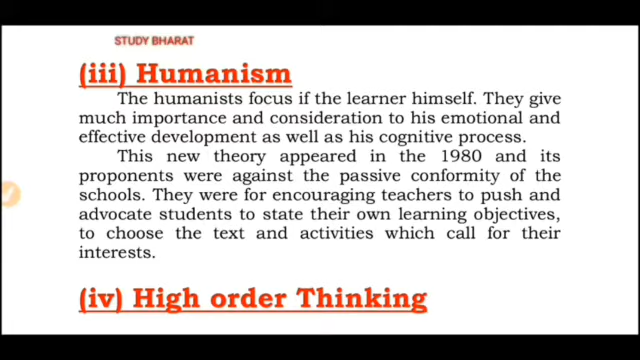 STUDY BHARAT
(iii) Humanism
The humanists focus if the learner himself. They give
much importance and consideration to his emotional and
effective development as well as his cognitive process.
This new theory appeared in the 1980 and its
proponents were against the passive conformity of the
schools. They were for encouraging teachers to push and
advocate students to state their own learning objectives,
to choose the text and activities which call for their
interests.
(iv) High order Thinking